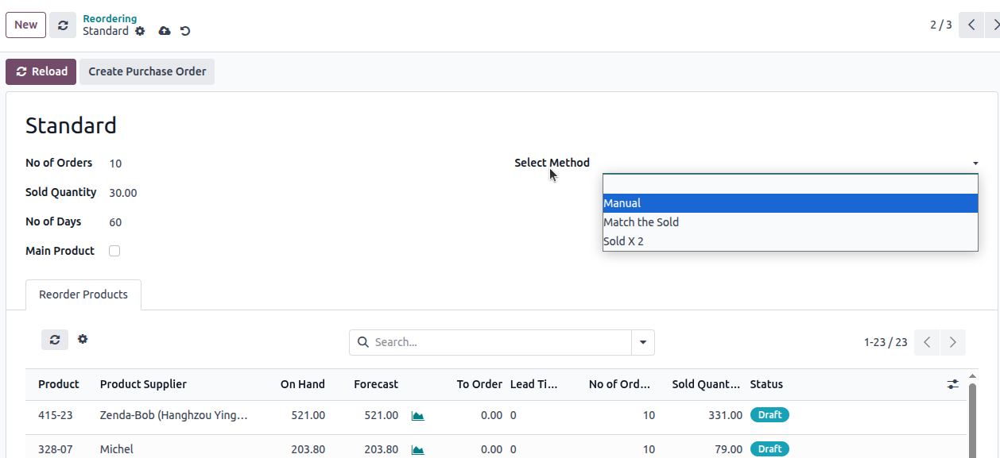 New
Reordering
Standard
2 / 3
Reload
Create Purchase Order
Standard
No of Orders 10
Select Method
Sold Quantity 30.00
Manual
No of Days 60
Match the Sold
Sold X 2
Main Product
Reorder Products
Search...
1-23 / 23
Product Product Supplier On Hand Forecast To Order Lead Ti... No of Ord... Sold Quant... Status
415-23 Zenda-Bob (Hanghzou Ying... 521.00 521.00 0.00 0 10 331.00 Draft
328-07 Michel 203.80 203.80 0.00 0 10 79.00 Draft